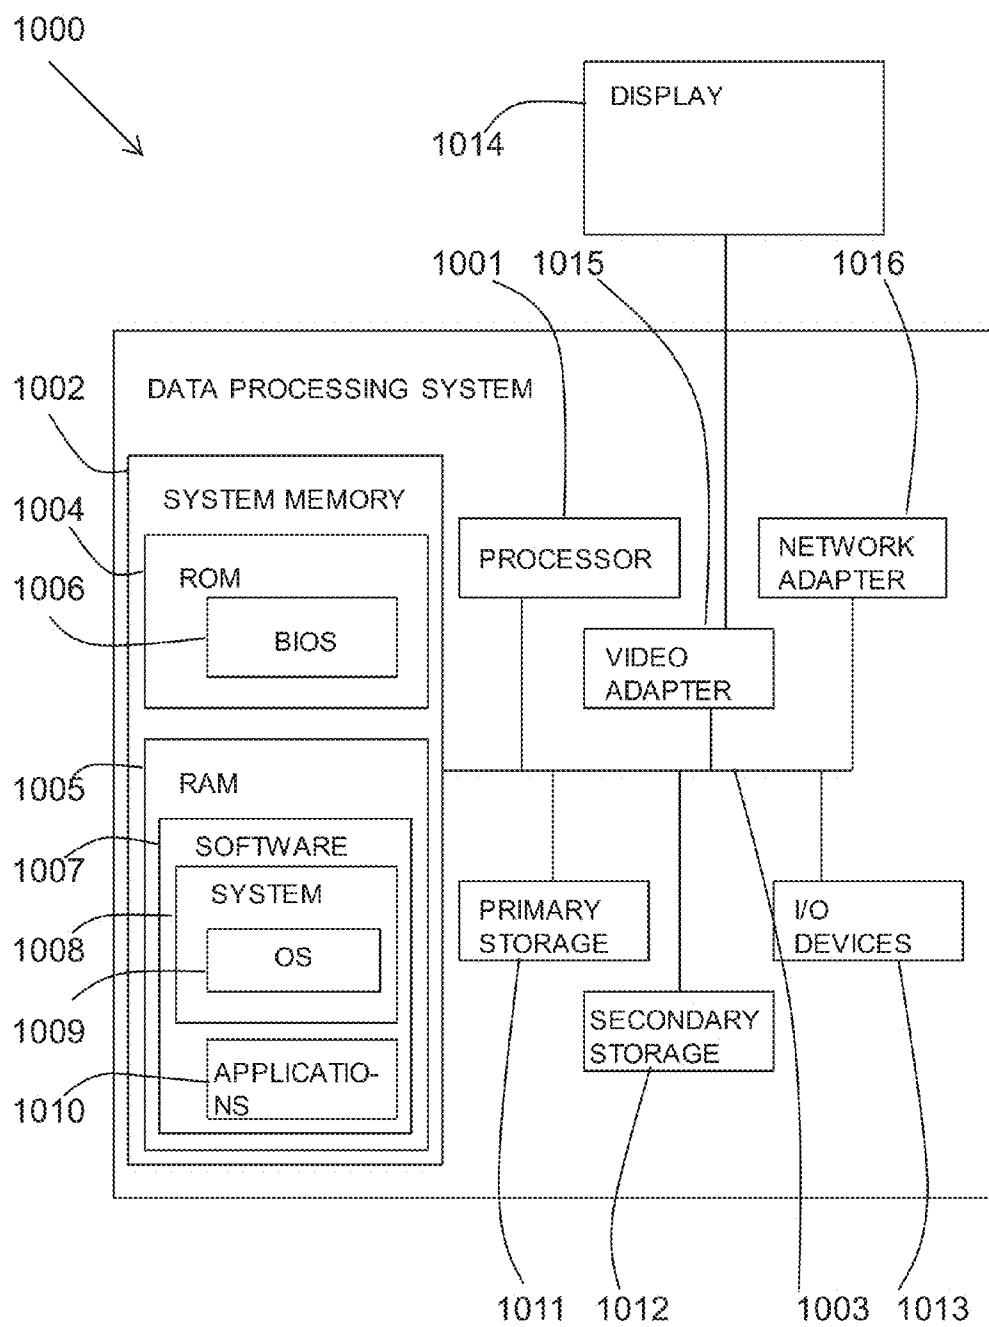 1000
DISPLAY
1014
1001
1015
1016
1002
DATA PROCESSING SYSTEM
SYSTEM MEMORY
1004
ROM
1006
BIOS
PROCESSOR
NETWORK
ADAPTER
VIDEO
ADAPTER
1005
RAM
1007
SOFTWARE
SYSTEM
1008
OS
1009
APPLICATIO-
NS
1010
PRIMARY
STORAGE
I/O
DEVICES
SECONDARY
STORAGE
1011
1012
1003
1013